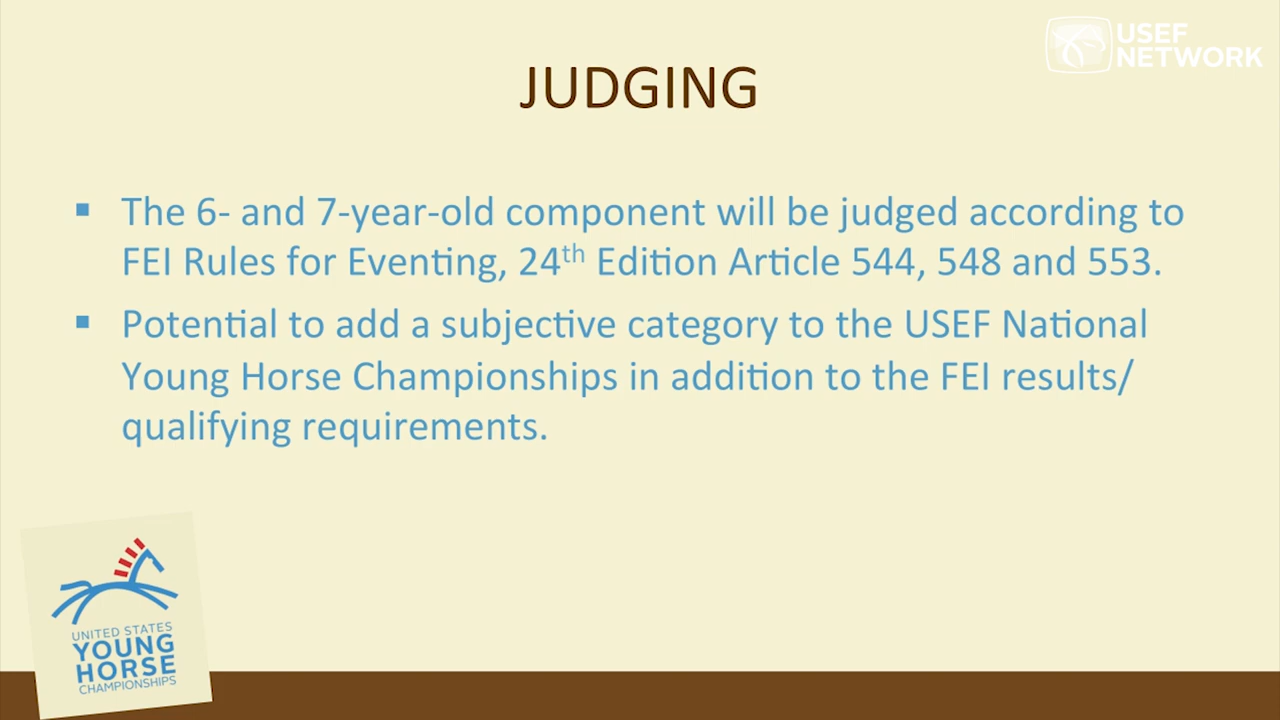 USEF
NETWORK
JUDGING
▪ The 6- and 7-year-old component will be judged according to
FEI Rules for Eventing, 24th Edition Article 544, 548 and 553.
▪ Potential to add a subjective category to the USEF National
Young Horse Championships in addition to the FEI results/
qualifying requirements.
UNITED STATES
YOUNG
HORSE
CHAMPIONSHIPS